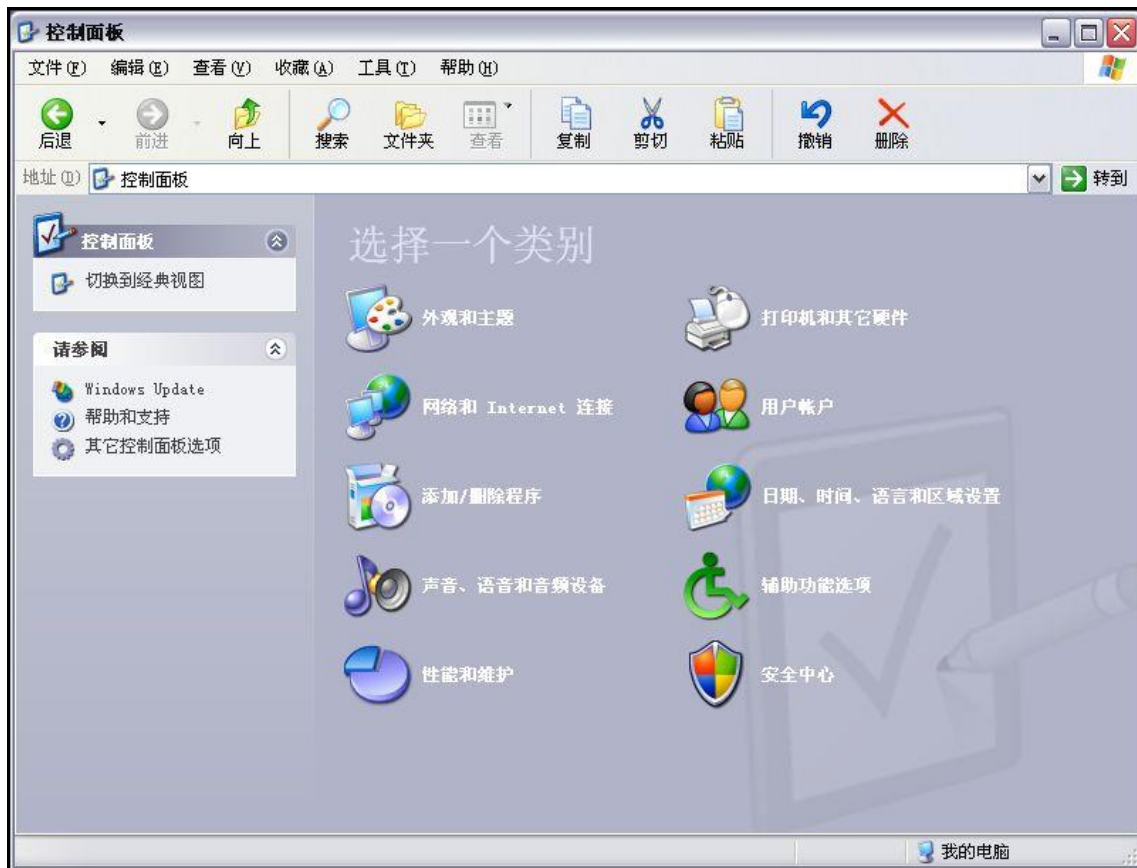 控制面板
文件(F) 编辑(E) 查看(V) 收藏(A) 工具(T) 帮助(H)
后退 前进 向上 搜索 文件夹 查看 复制 剪切 粘贴 撤销 删除
地址(D) 控制面板 转到
控制面板
切换到经典视图
请参阅
Windows Update
帮助和支持
其它控制面板选项
选择一个类别
外观和主题 打印机和其它硬件
网络和 Internet 连接 用户帐户
添加/删除程序 日期、时间、语言和区域设置
声音、语音和音频设备 辅助功能选项
性能和维护 安全中心
我的电脑